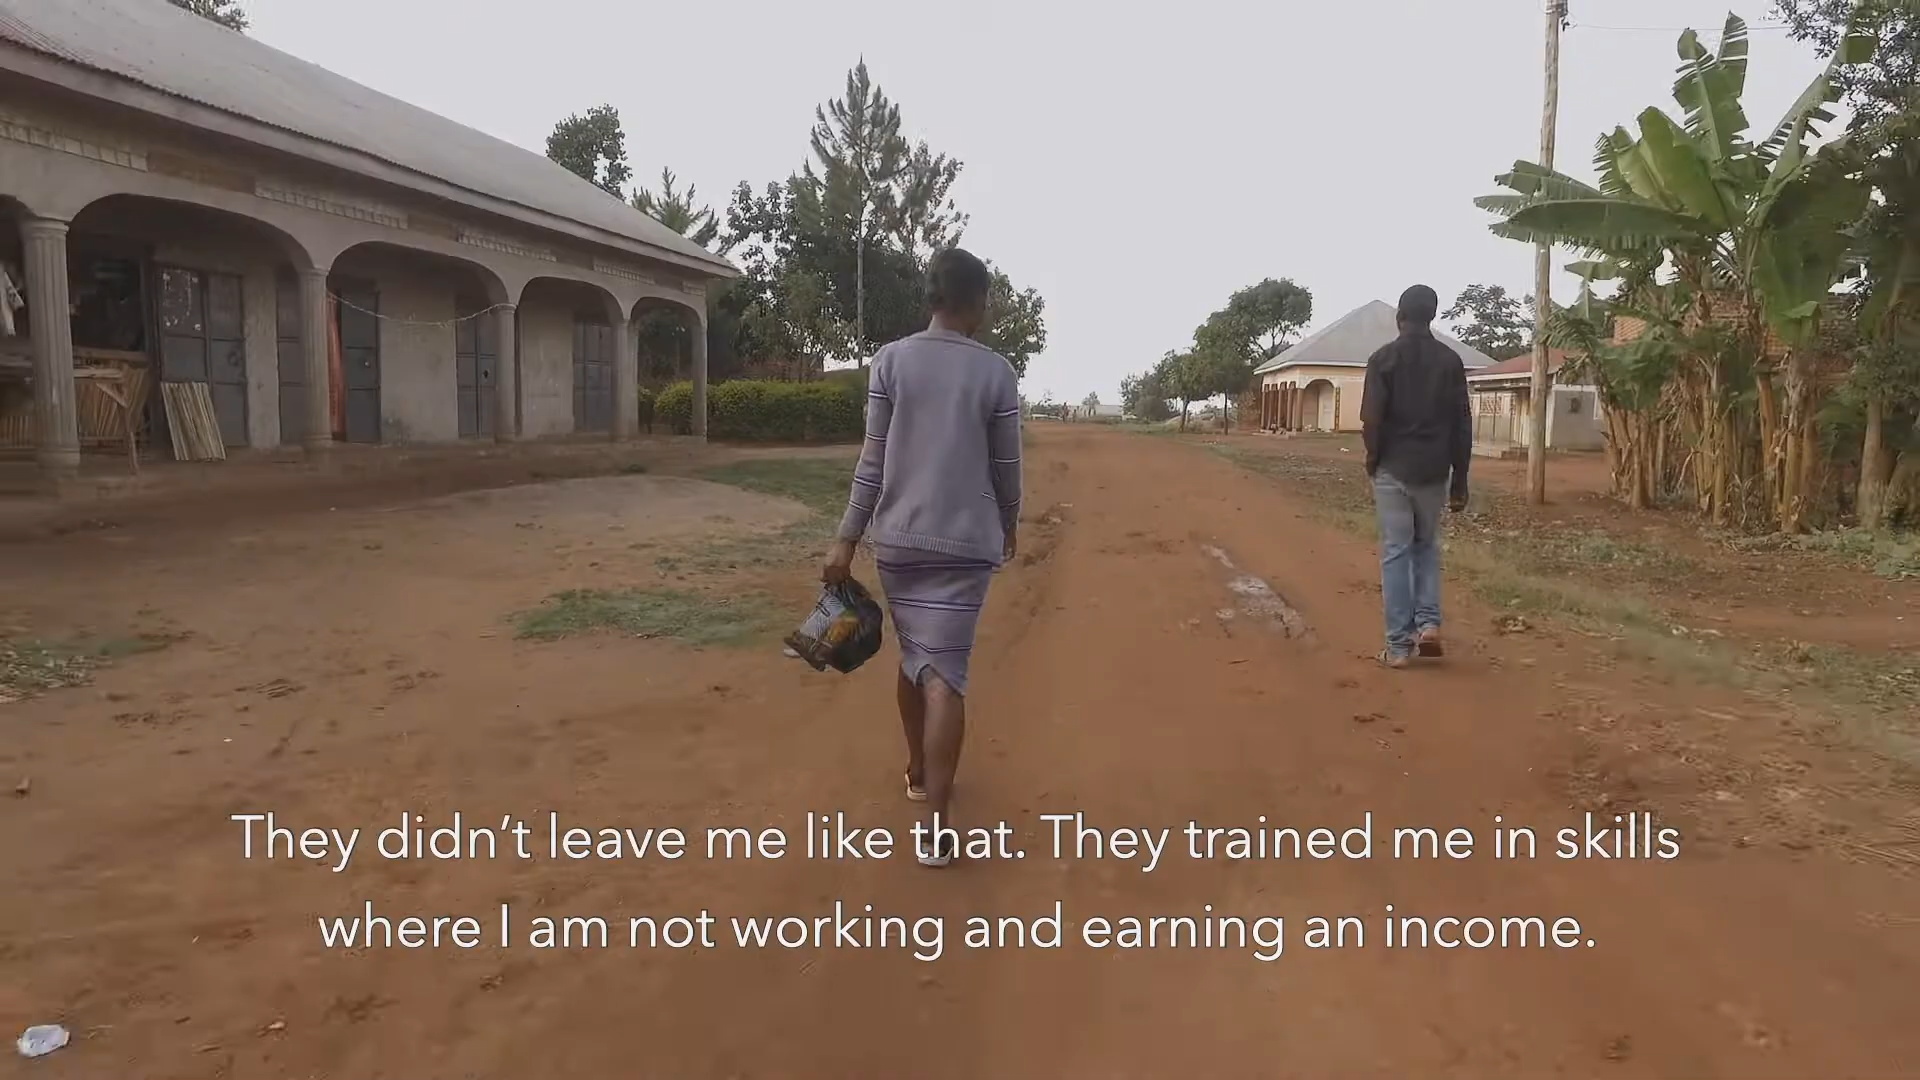 They didn’t leave me like that. They trained me in skills
where I am not working and earning an income.